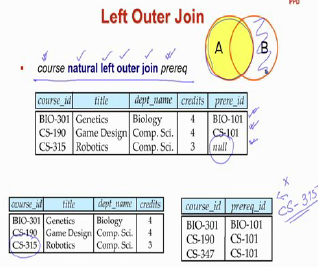 PPD
Left Outer Join
A B
• course natural left outer join prereq
course_id title dept_name credits prere_id
BIO-301 Genetics Biology 4 BIO-101
CS-190 Game Design Comp. Sci. 4 CS-101
CS-315 Robotics Comp. Sci. 3 null
x
CS-315
course_id title dept_name credits
BIO-301 Genetics Biology 4
CS-190 Game Design Comp. Sci. 4
CS-315 Robotics Comp. Sci. 3
course_id prereq_id
BIO-301 BIO-101
CS-190 CS-101
CS-347 CS-101